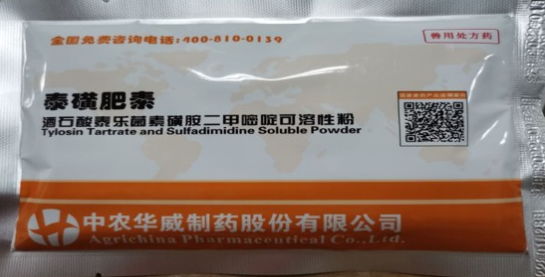 全国免费咨询电话:400-810-0139
兽用处方药
泰磺肥素
酒石酸泰乐菌素磺胺二甲嘧啶可溶性粉
Tylosin Tartrate and Sulfadimidine Soluble Powder
中农华威制药股份有限公司
Agrichina Pharmaceutical Co.,Ltd.